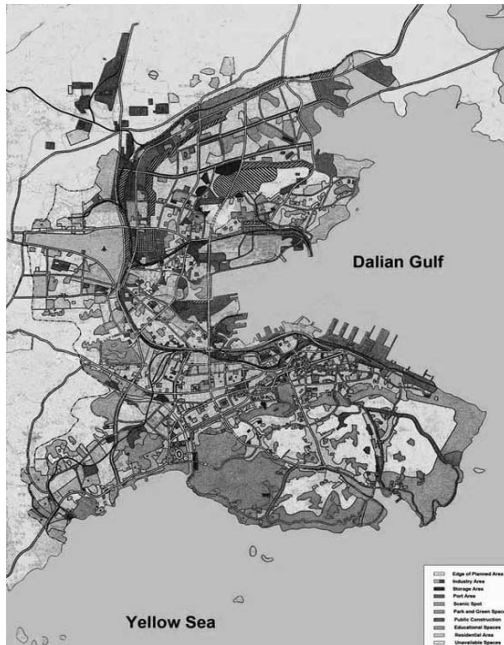 Dalian Gulf
Yellow Sea
Edge of Planned Area
Industry Area
Storage Area
Port Area
Scenic Spot
Park and Green Space
Public Construction
Educational Spaces
Residential Area
Unavailable Spaces